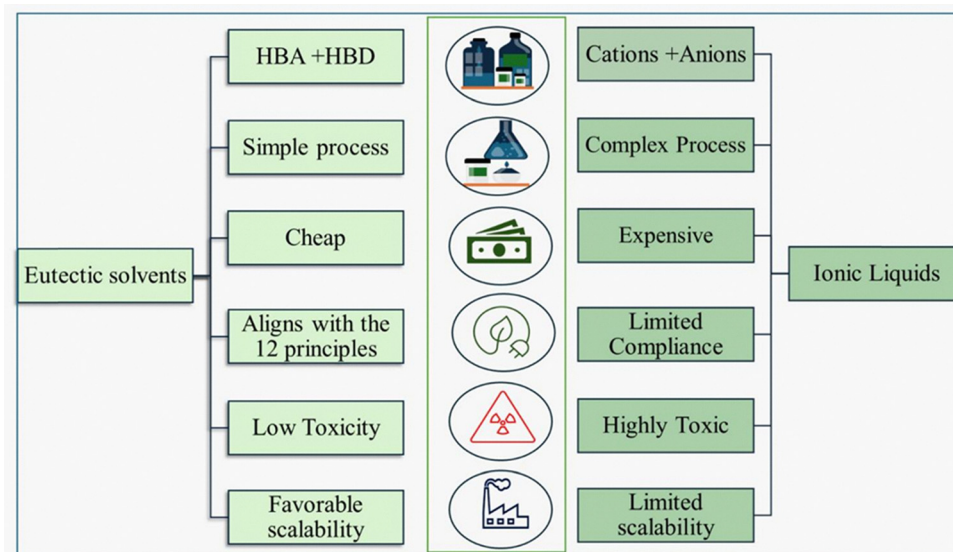 Eutectic solvents
HBA +HBD
Simple process
Cheap
Aligns with the
12 principles
Low Toxicity
Favorable
scalability
Cations +Anions
Complex Process
Expensive
Limited
Compliance
Highly Toxic
Limited
scalability
Ionic Liquids